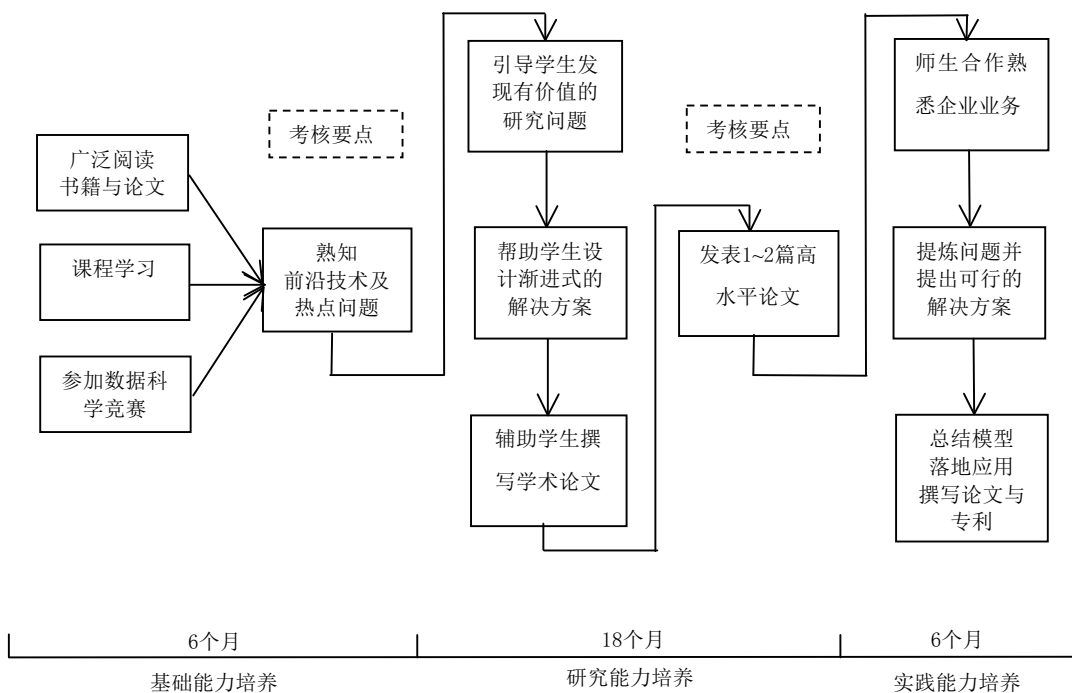 考核要点
广泛阅读
书籍与论文
课程学习
参加数据科
学竞赛
熟知
前沿技术及
热点问题
引导学生发
现有价值的
研究问题
帮助学生设
计渐进式的
解决方案
辅助学生撰
写学术论文
考核要点
发表1~2篇高
水平论文
师生合作熟
悉企业业务
提炼问题并
提出可行的
解决方案
总结模型
落地应用
撰写论文与
专利
6个月
18个月
6个月
基础能力培养
研究能力培养
实践能力培养